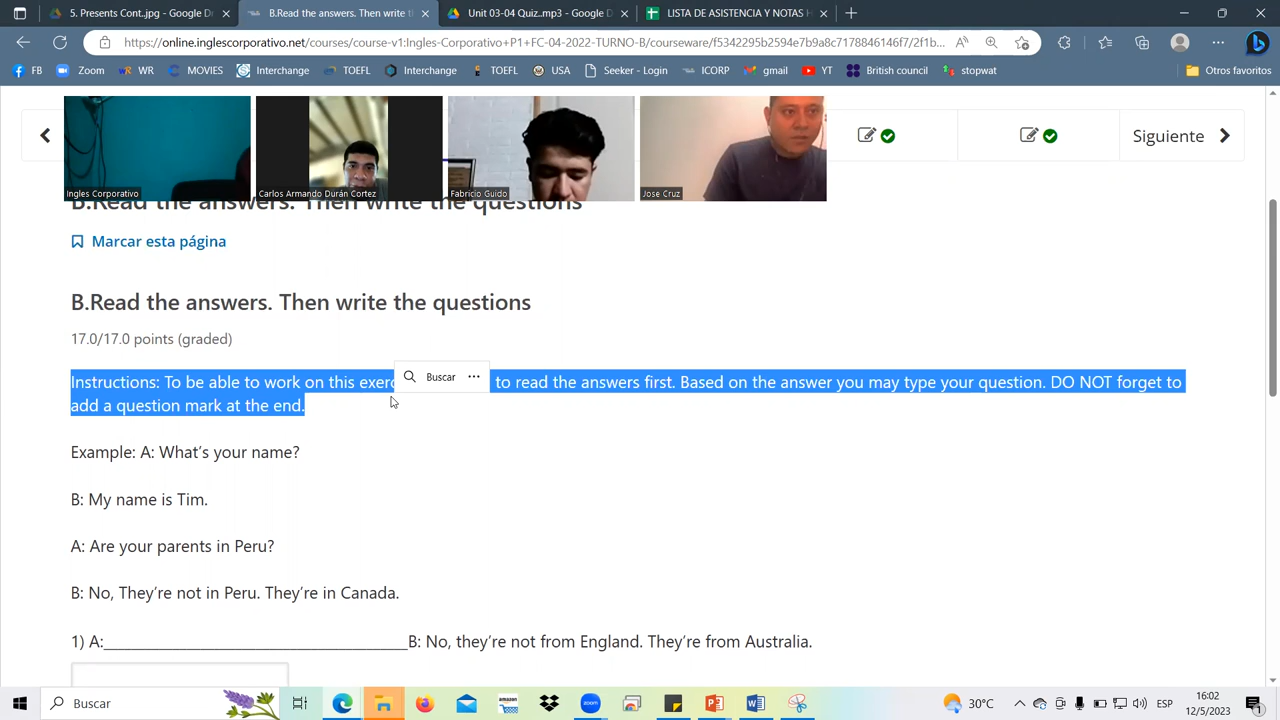 5. Presents Cont..jpg - Google D
B.Read the answers. Then write th
Unit 03-04 Quiz..mp3 - Google D
LISTA DE ASISTENCIA Y NOTAS H
https://online.inglescorporativo.net/courses/course-v1:Ingles-Corporativo+P1+FC-04-2022-TURNO-B/courseware/f5342295b2594e7b9a8c7178846146f7/2f1b...
FB
Zoom
WR
MOVIES
Interchange
TOEFL
Interchange
TOEFL
USA
Seeker - Login
ICORP
gmail
YT
British council
stopwat
Otros favoritos
Ingles Corporativo
Carlos Armando Durán Cortez
Fabricio Guido
Jose Cruz
Siguiente
B.Read the answers. Then write the questions
Marcar esta página
B.Read the answers. Then write the questions
17.0/17.0 points (graded)
Instructions: To be able to work on this exerc
Buscar
to read the answers first. Based on the answer you may type your question. DO NOT forget to
add a question mark at the end.
Example: A: What's your name?
B: My name is Tim.
A: Are your parents in Peru?
B: No, They're not in Peru. They're in Canada.
1) A:___________________________________B: No, they're not from England. They're from Australia.
Buscar
30°C
ESP
16:02
12/5/2023
1